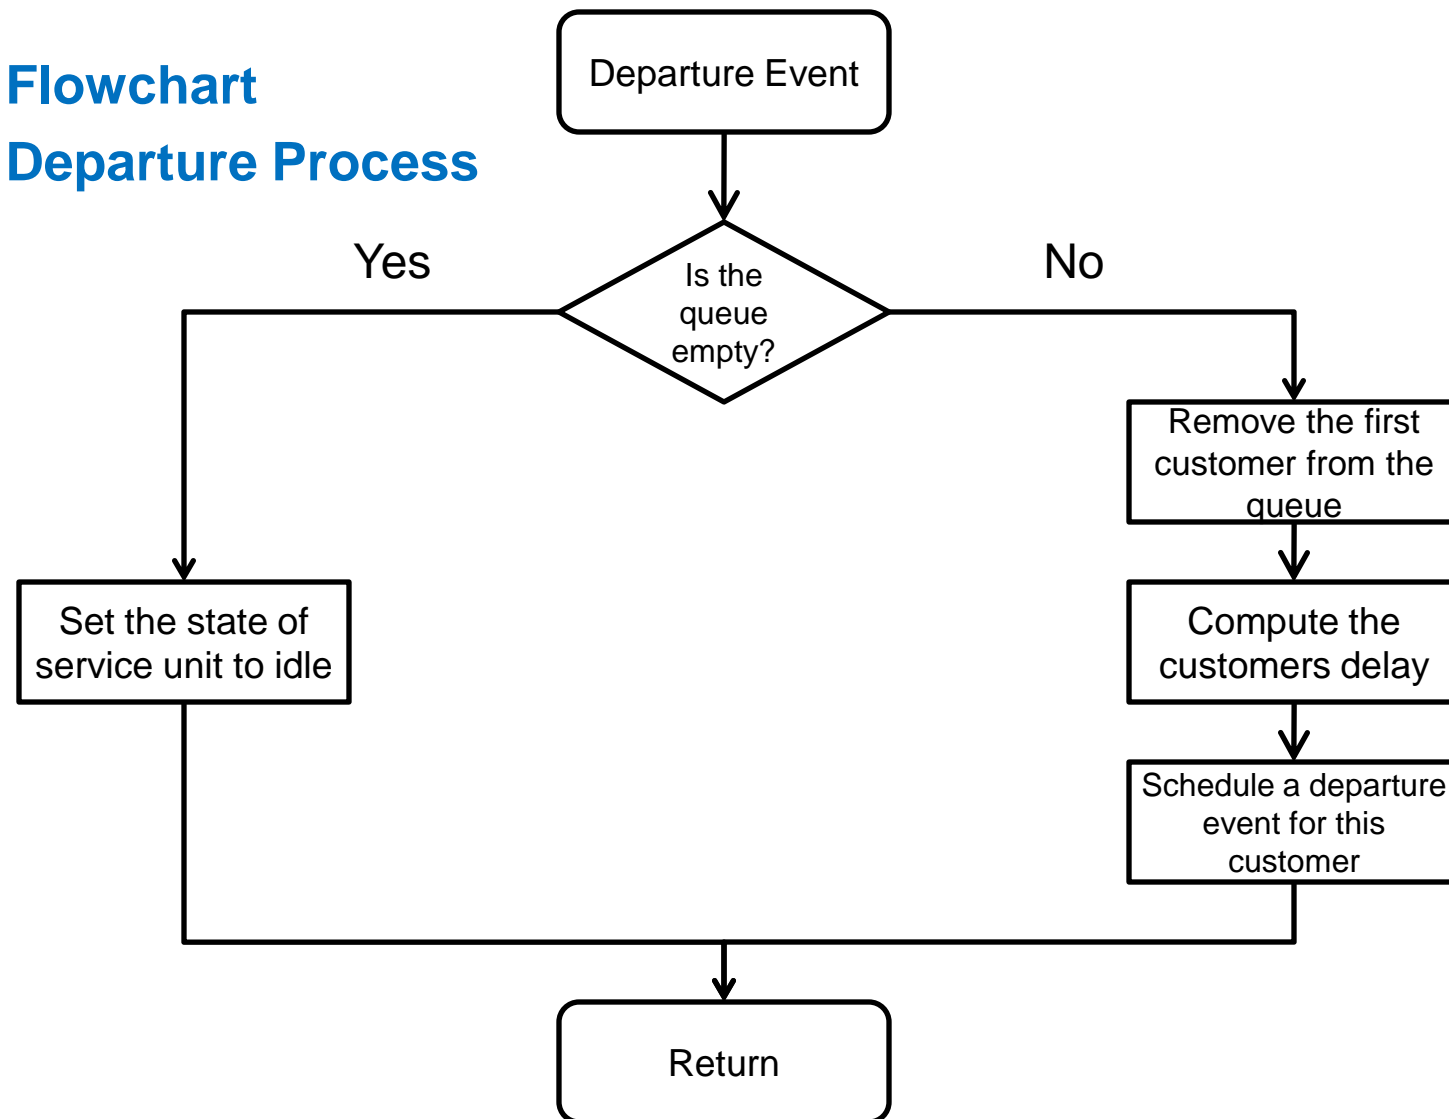 Flowchart
Departure Process
Departure Event
Yes
Is the
queue
empty?
No
Remove the first
customer from the
queue
Set the state of
service unit to idle
Compute the
customers delay
Schedule a departure
event for this
customer
Return